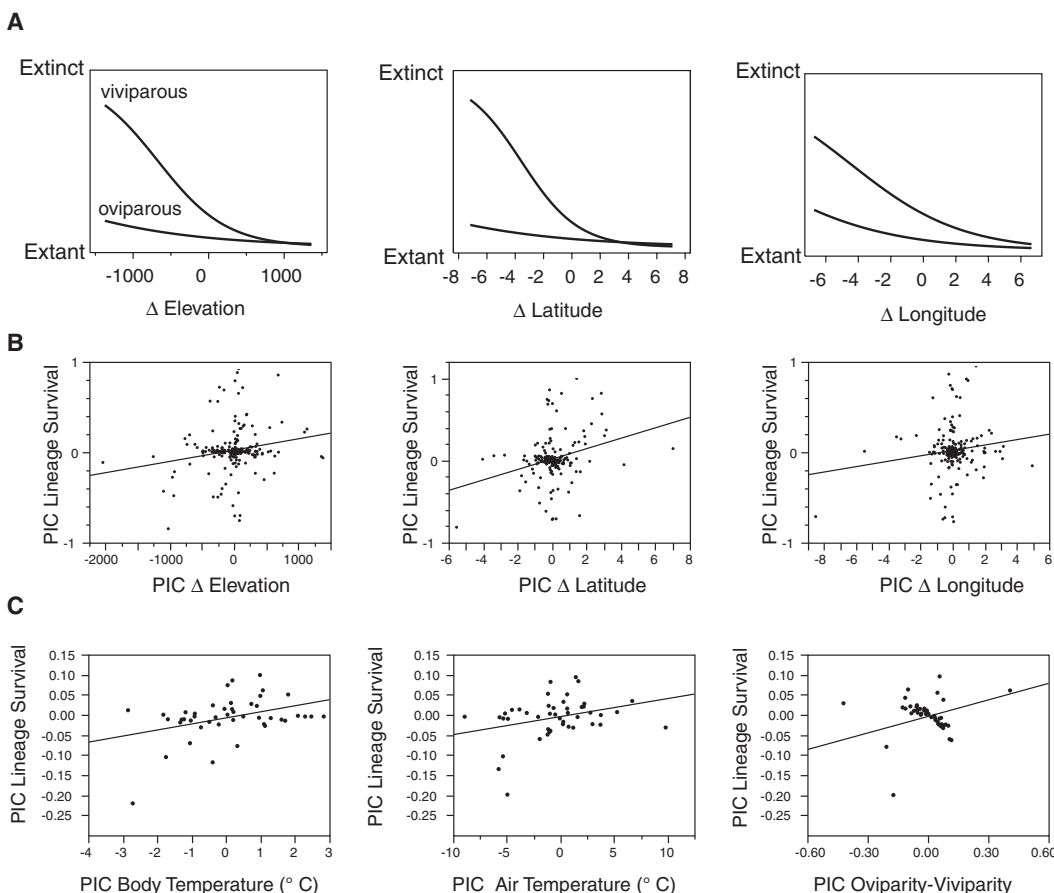 A
Extinct
viviparous
oviparous
Extant
-1000 0 1000
Δ Elevation
Extinct
Extant
-8 -6 -4 -2 0 2 4 6 8
Δ Latitude
Extinct
Extant
-6 -4 -2 0 2 4 6
Δ Longitude
B
PIC Lineage Survival
1
0
-1
-2000 -1000 0 1000
PIC Δ Elevation
PIC Lineage Survival
1
0
-1
-6 -4 -2 0 2 4 6 8
PIC Δ Latitude
PIC Lineage Survival
1
0
-1
-8 -6 -4 -2 0 2 4 6
PIC Δ Longitude
C
PIC Lineage Survival
0.15
0.10
0.05
0.00
-0.05
-0.10
-0.15
-0.20
-0.25
-4 -3 -2 -1 0 1 2 3
PIC Body Temperature (° C)
PIC Lineage Survival
0.15
0.10
0.05
0.00
-0.05
-0.10
-0.15
-0.20
-0.25
-10 -5 0 5 10
PIC Air Temperature (° C)
PIC Lineage Survival
0.15
0.10
0.05
0.00
-0.05
-0.10
-0.15
-0.20
-0.25
-0.60 -0.30 0.00 0.30 0.60
PIC Oviparity-Viviparity